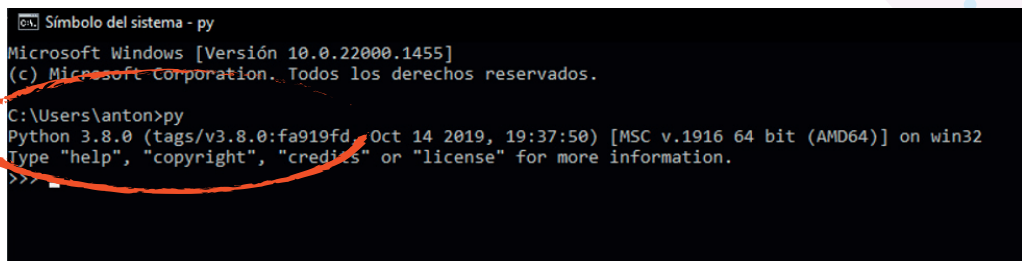 Símbolo del sistema - py
Microsoft Windows [Versión 10.0.22000.1455]
(c) Microsoft Corporation. Todos los derechos reservados.
C:\Users\anton>py
Python 3.8.0 (tags/v3.8.0:fa919fd, Oct 14 2019, 19:37:50) [MSC v.1916 64 bit (AMD64)] on win32
Type "help", "copyright", "credits" or "license" for more information.
>>>